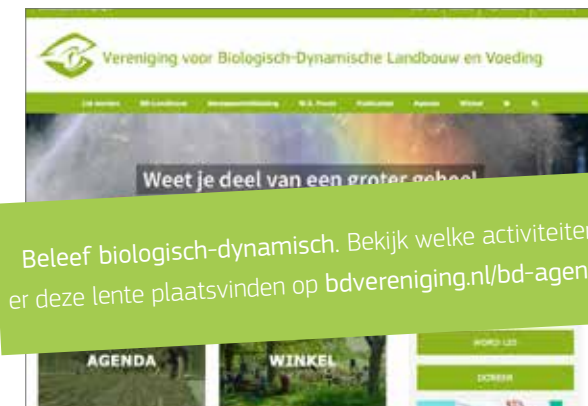 Vereniging voor Biologisch-Dynamische Landbouw en Voeding
Weet je deel van een groter geheel
Beleef biologisch-dynamisch. Bekijk welke activiteiten
er deze lente plaatsvinden op bdvereniging.nl/bd-agen
AGENDA
WINKEL
WORD LID
DONEER